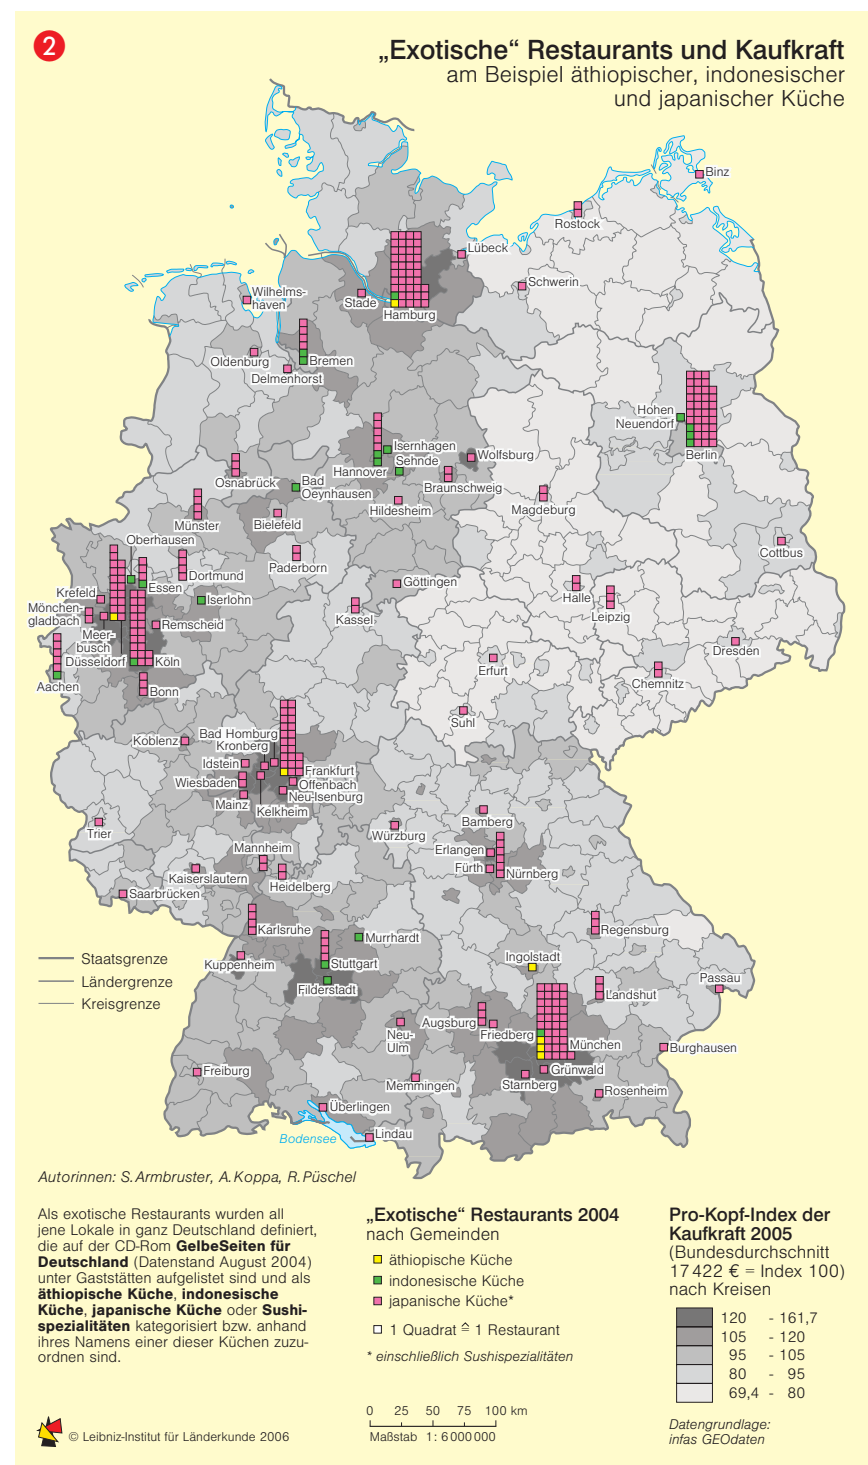 2
„Exotische“ Restaurants und Kaufkraft
am Beispiel äthiopischer, indonesischer
und japanischer Küche
Binz
Rostock
Lübeck
Schwerin
Wilhelms-
haven
Stade
Hamburg
Oldenburg
Bremen
Delmenhorst
Hohen
Neuendorf
Berlin
Isernhagen
Sehnde
Hannover
Wolfsburg
Braunschweig
Osnabrück
Bad
Oeynhausen
Hildesheim
Magdeburg
Münster
Bielefeld
Oberhausen
Paderborn
Cottbus
Dortmund
Essen
Krefeld
Iserlohn
Göttingen
Halle
Leipzig
Mönchen-
gladbach
Remscheid
Kassel
Meer-
busch
Düsseldorf
Köln
Dresden
Erfurt
Chemnitz
Aachen
Bonn
Suhl
Koblenz
Bad Homburg
Kronberg
Idstein
Frankfurt
Wiesbaden
Offenbach
Mainz
Neu-Isenburg
Kelkheim
Bamberg
Trier
Würzburg
Mannheim
Erlangen
Kaiserslautern
Fürth
Nürnberg
Heidelberg
Saarbrücken
Karlsruhe
Murrhardt
Regensburg
Kuppenheim
Stuttgart
Ingolstadt
Filderstadt
Passau
Landshut
Augsburg
Friedberg
Neu-
Ulm
München
Burghausen
Grünwald
Freiburg
Memmingen
Starnberg
Rosenheim
Überlingen
Bodensee
Lindau
Staatsgrenze
Ländergrenze
Kreisgrenze
Autorinnen: S. Armbruster, A. Koppa, R. Püschel
Als exotische Restaurants wurden all
jene Lokale in ganz Deutschland definiert,
die auf der CD-Rom GelbeSeiten für
Deutschland (Datenstand August 2004)
unter Gaststätten aufgelistet sind und als
äthiopische Küche, indonesische
Küche, japanische Küche oder Sushi-
spezialitäten kategorisiert bzw. anhand
ihres Namens einer dieser Küchen zuzu-
ordnen sind.
© Leibniz-Institut für Länderkunde 2006
„Exotische“ Restaurants 2004
nach Gemeinden
äthiopische Küche
indonesische Küche
japanische Küche*
1 Quadrat ≙ 1 Restaurant
* einschließlich Sushispezialitäten
0 25 50 75 100 km
Maßstab 1 : 6 000 000
Pro-Kopf-Index der
Kaufkraft 2005
(Bundesdurchschnitt
17 422 € = Index 100)
nach Kreisen
120 - 161,7
105 - 120
95 - 105
80 - 95
69,4 - 80
Datengrundlage:
infas GEOdaten